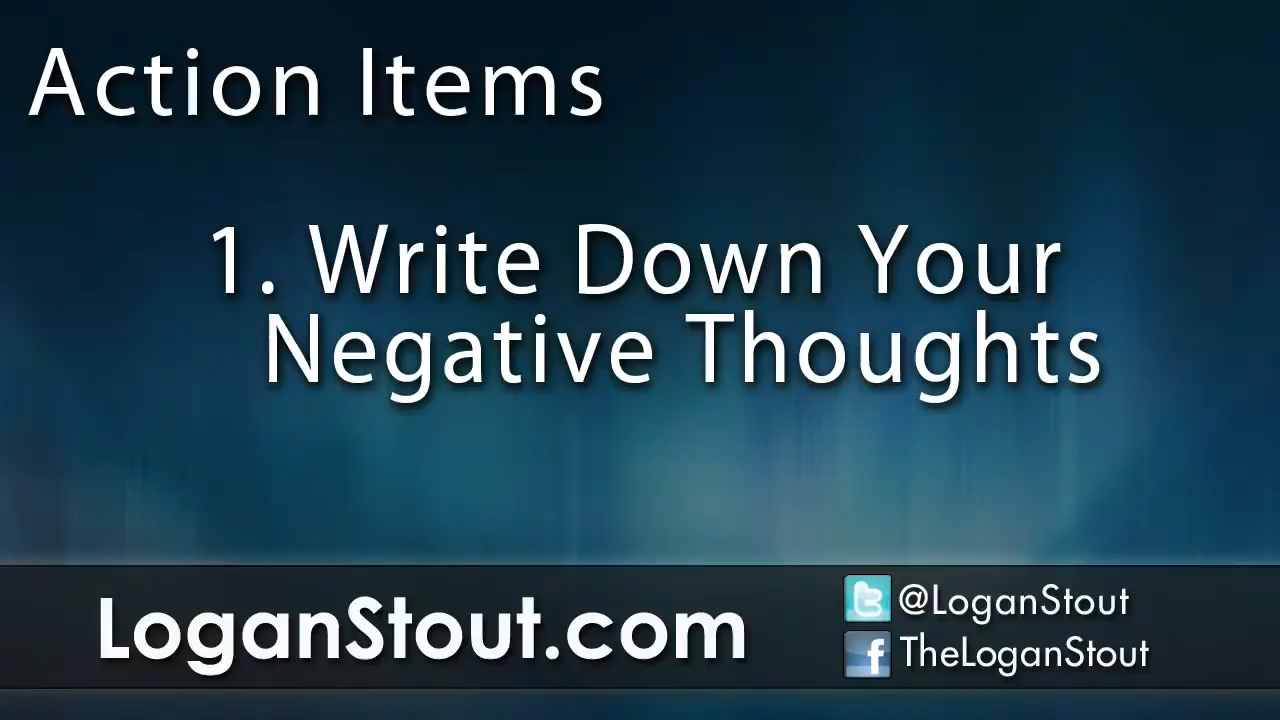 Action Items
1. Write Down Your
Negative Thoughts
LoganStout.com
@LoganStout
TheLoganStout